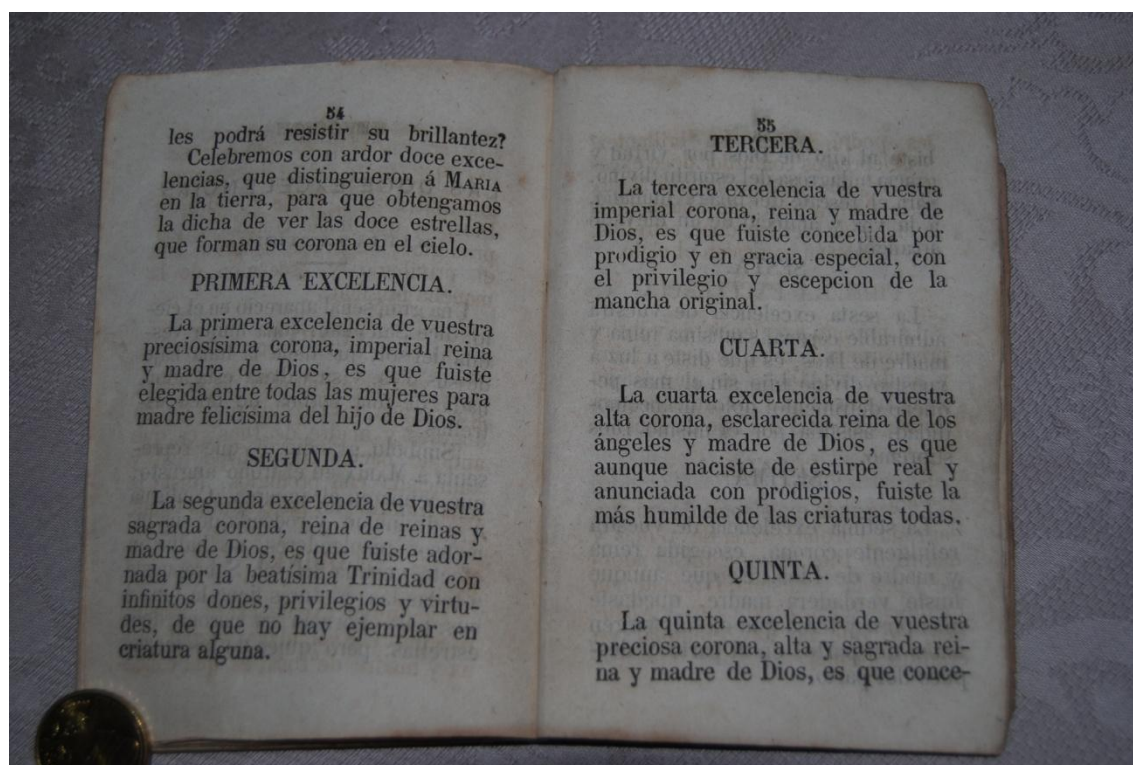 54
les podrá resistir su brillantez?
Celebremos con ardor doce exce-
lencias, que distinguieron á MARIA
en la tierra, para que obtengamos
la dicha de ver las doce estrellas,
que forman su corona en el cielo.
PRIMERA EXCELENCIA.
La primera excelencia de vuestra
preciosísima corona, imperial reina
y madre de Dios, es que fuiste
elegida entre todas las mujeres para
madre felicísima del hijo de Dios.
SEGUNDA.
La segunda excelencia de vuestra
sagrada corona, reina de reinas y
madre de Dios, es que fuiste ador-
nada por la beatísima Trinidad con
infinitos dones, privilegios y virtu-
des, de que no hay ejemplar en
criatura alguna.
55
TERCERA.
La tercera excelencia de vuestra
imperial corona, reina y madre de
Dios, es que fuiste concebida por
prodigio y en gracia especial, con
el privilegio y escepcion de la
mancha original.
CUARTA.
La cuarta excelencia de vuestra
alta corona, esclarecida reina de los
ángeles y madre de Dios, es que
aunque naciste de estirpe real y
anunciada con prodigios, fuiste la
más humilde de las criaturas todas.
QUINTA.
La quinta excelencia de vuestra
preciosa corona, alta y sagrada rei-
na y madre de Dios, es que conce-